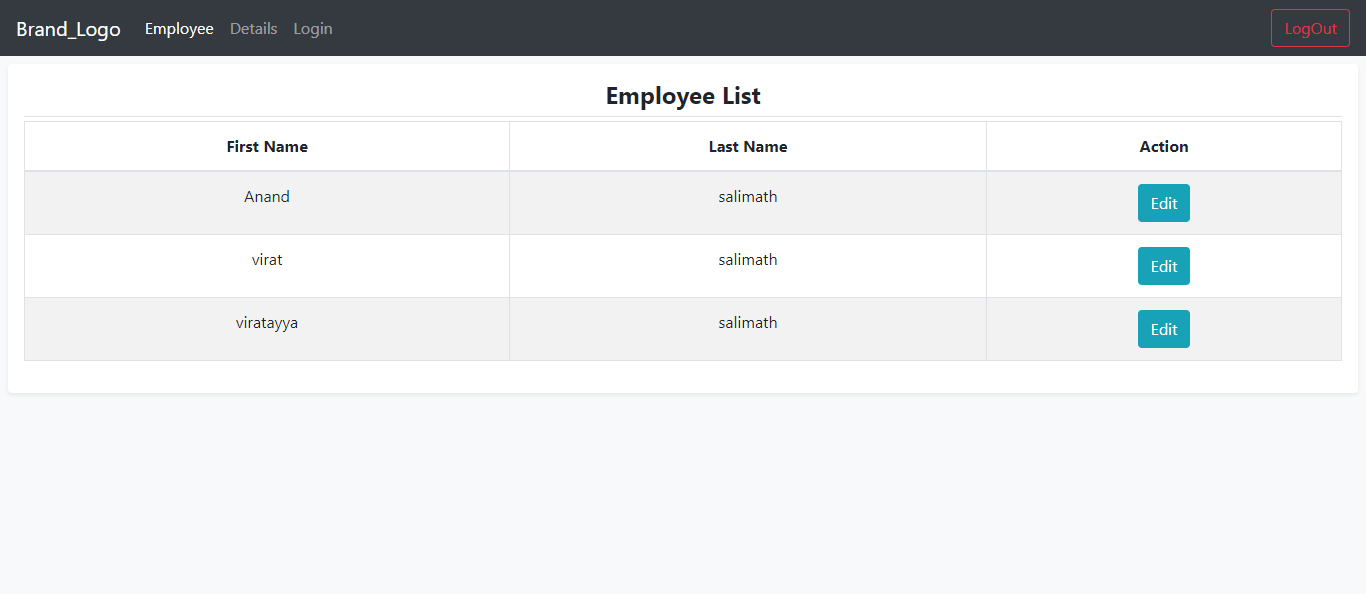 Brand_Logo Employee Details Login LogOut
Employee List
First Name Last Name Action
Anand salimath Edit
virat salimath Edit
viratayya salimath Edit